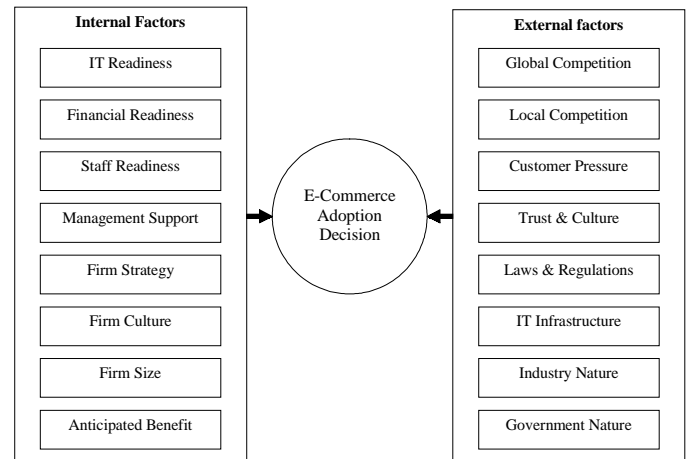 Internal Factors
IT Readiness
Financial Readiness
Staff Readiness
Management Support
Firm Strategy
Firm Culture
Firm Size
Anticipated Benefit
E-Commerce
Adoption
Decision
External factors
Global Competition
Local Competition
Customer Pressure
Trust & Culture
Laws & Regulations
IT Infrastructure
Industry Nature
Government Nature